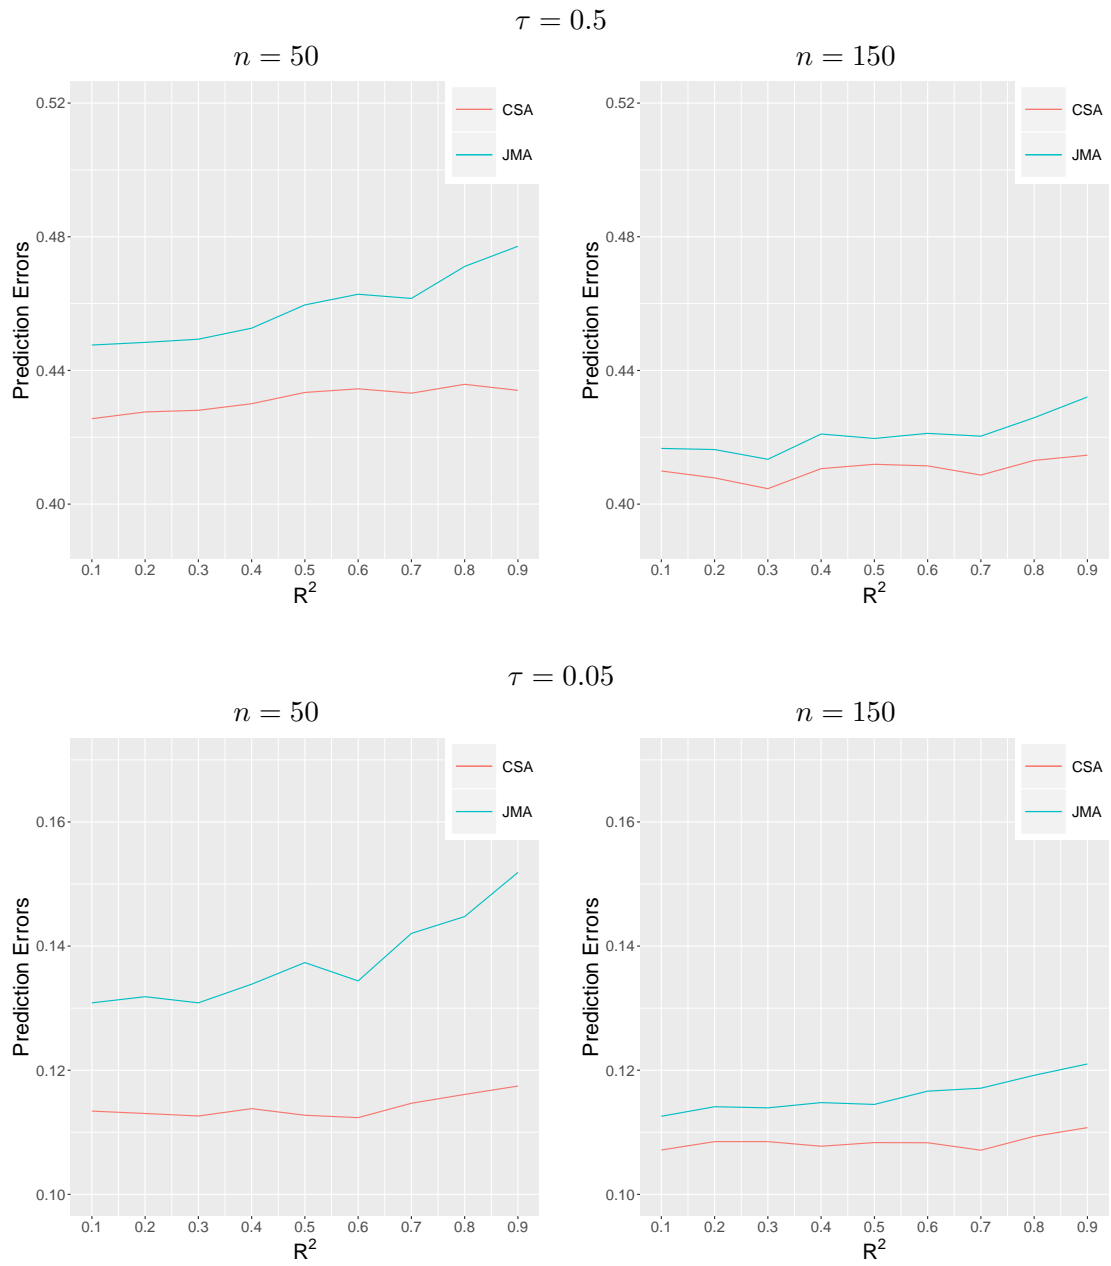 τ = 0.5
n = 50
n = 150
CSA
JMA
0.52
0.48
0.44
0.40
Prediction Errors
0.1 0.2 0.3 0.4 0.5 0.6 0.7 0.8 0.9
R²
CSA
JMA
0.52
0.48
0.44
0.40
Prediction Errors
0.1 0.2 0.3 0.4 0.5 0.6 0.7 0.8 0.9
R²
τ = 0.05
n = 50
n = 150
CSA
JMA
0.16
0.14
0.12
0.10
Prediction Errors
0.1 0.2 0.3 0.4 0.5 0.6 0.7 0.8 0.9
R²
CSA
JMA
0.16
0.14
0.12
0.10
Prediction Errors
0.1 0.2 0.3 0.4 0.5 0.6 0.7 0.8 0.9
R²